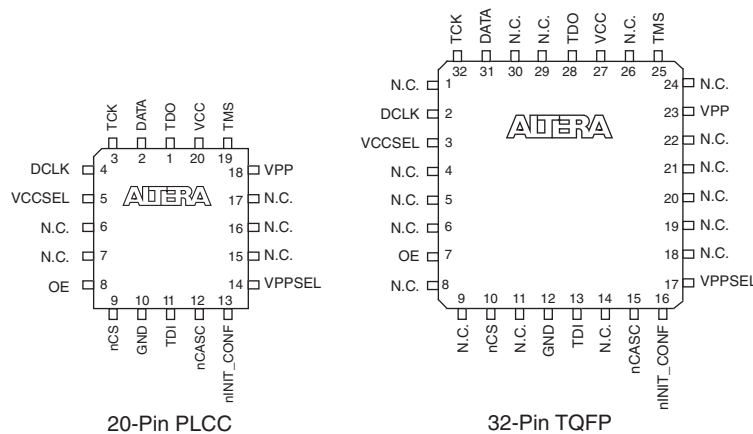 TCK DATA TDO VCC TMS
3 2 1 20 19
DCLK 4 18 VPP
VCCSEL 5 ALTERA 17 N.C.
N.C. 6 16 N.C.
N.C. 7 15 N.C.
OE 8 14 VPPSEL
9 10 11 12 13
nCS GND TDI nCASC nINIT_CONF
20-Pin PLCC
TCK DATA N.C. N.C. TDO VCC N.C. TMS
32 31 30 29 28 27 26 25
N.C. 1 24 N.C.
DCLK 2 23 VPP
VCCSEL 3 ALTERA 22 N.C.
N.C. 4 21 N.C.
N.C. 5 20 N.C.
N.C. 6 19 N.C.
OE 7 18 N.C.
N.C. 8 17 VPPSEL
9 10 11 12 13 14 15 16
N.C. nCS N.C. GND TDI N.C. nCASC nINIT_CONF
32-Pin TQFP